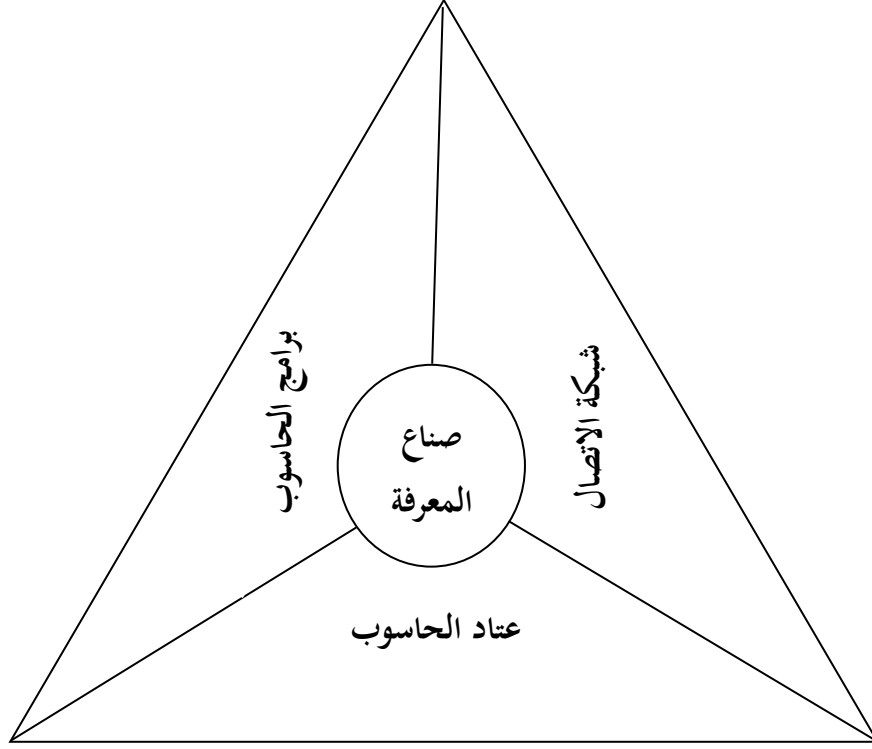 برامج الحاسوب
شبكة الاتصال
صناع
المعرفة
عتاد الحاسوب